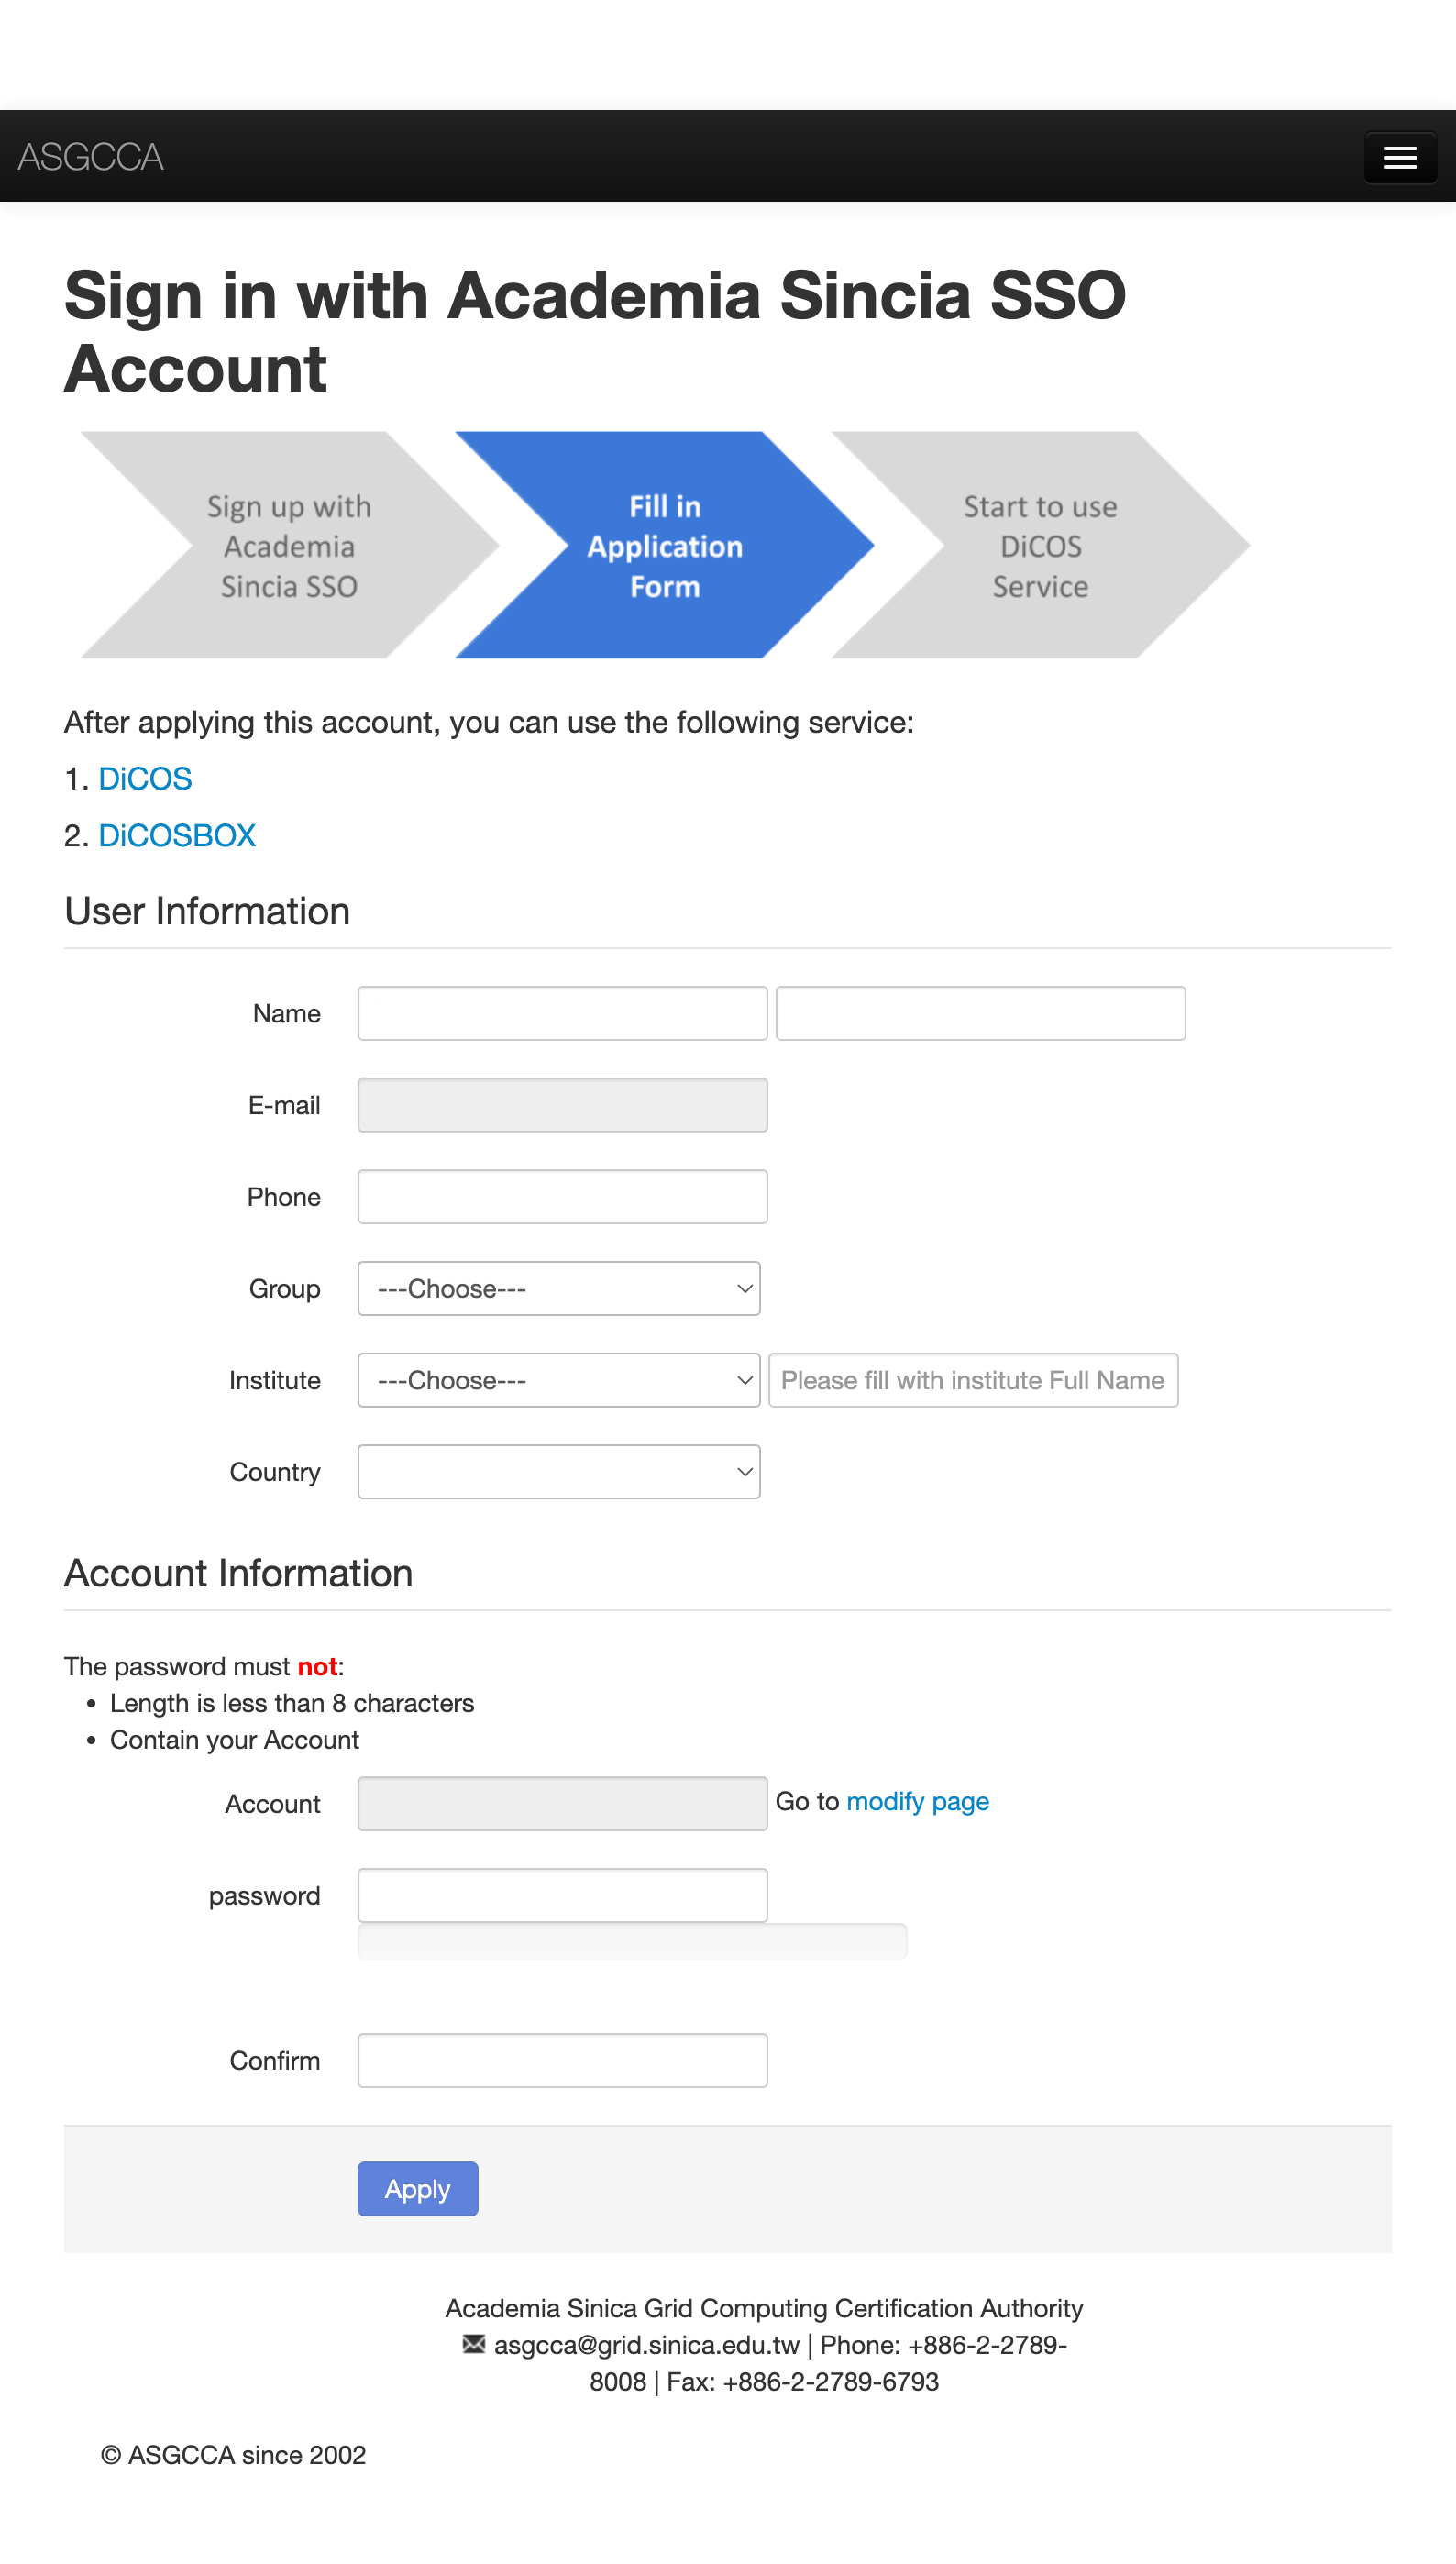 ASGCCA
Sign in with Academia Sincia SSO
Account
Sign up with
Academia
Sincia SSO
Fill in
Application
Form
Start to use
DiCOS
Service
After applying this account, you can use the following service:
1. DiCOS
2. DiCOSBOX
User Information
Name
E-mail
Phone
Group ---Choose---
Institute ---Choose--- Please fill with institute Full Name
Country
Account Information
The password must not:
• Length is less than 8 characters
• Contain your Account
Account Go to modify page
password
Confirm
Apply
Academia Sinica Grid Computing Certification Authority
asgcca@grid.sinica.edu.tw | Phone: +886-2-2789-
8008 | Fax: +886-2-2789-6793
© ASGCCA since 2002